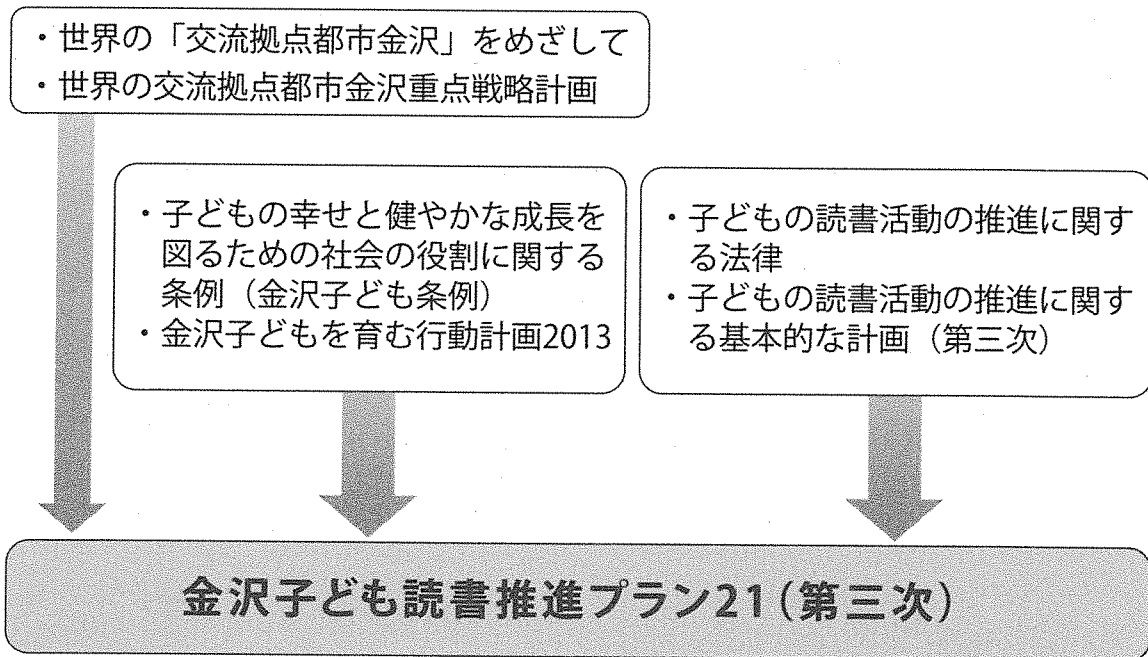 ・世界の「交流拠点都市金沢」をめざして
・世界の交流拠点都市金沢重点戦略計画
・子どもの幸せと健やかな成長を
図るための社会の役割に関する
条例（金沢子ども条例）
・金沢子どもを育む行動計画2013
・子どもの読書活動の推進に関す
る法律
・子どもの読書活動の推進に関す
る基本的な計画（第三次）
金沢子ども読書推進プラン21（第三次）